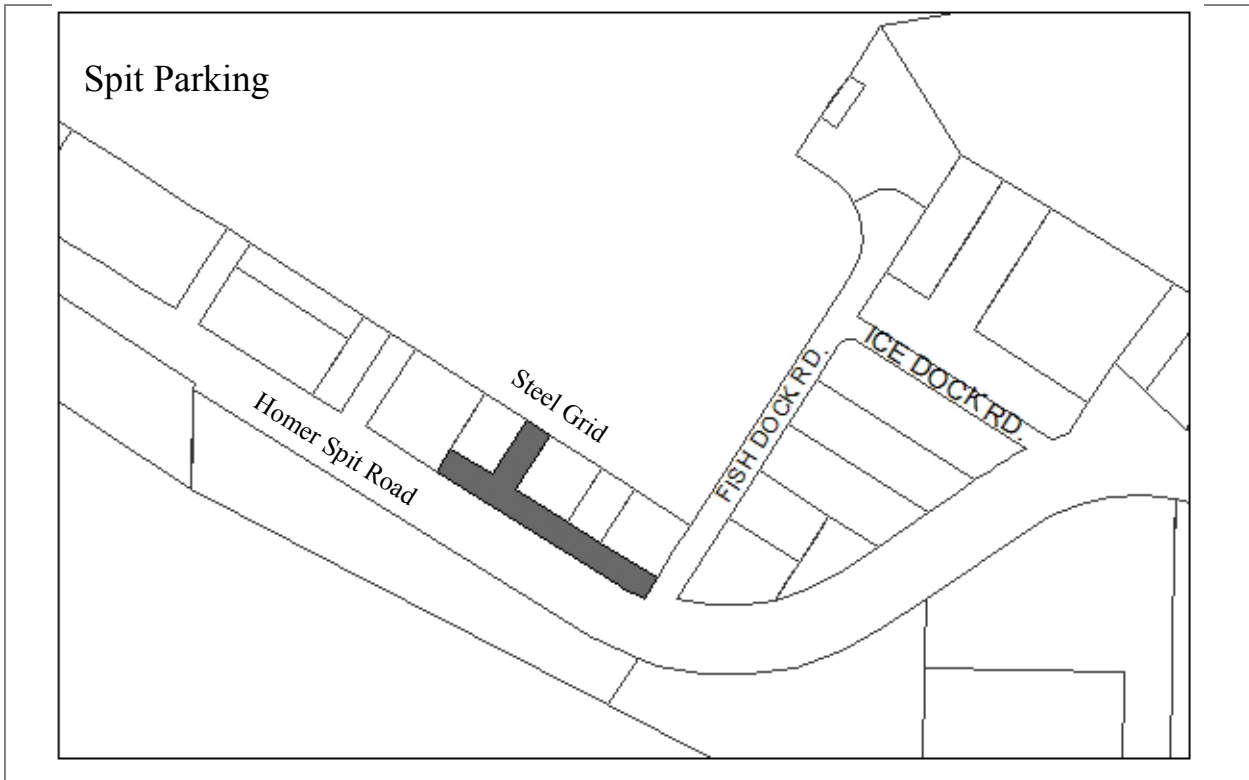 Spit Parking
Steel Grid
Homer Spit Road
FISH DOCK RD.
ICE DOCK RD.